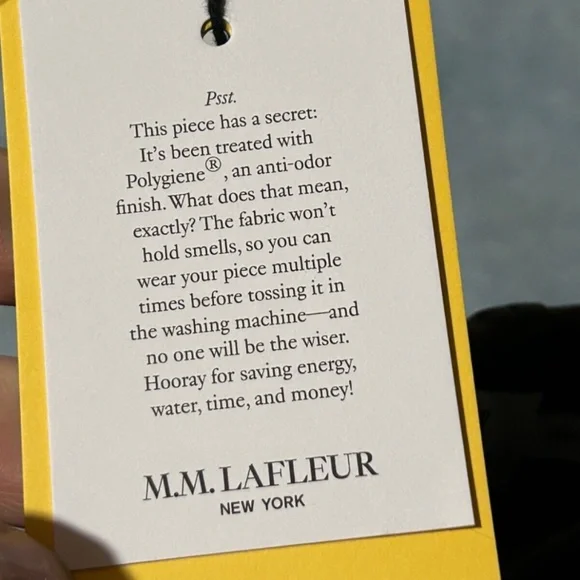 Psst.
This piece has a secret:
It's been treated with
Polygiene®, an anti-odor
finish. What does that mean,
exactly? The fabric won't
hold smells, so you can
wear your piece multiple
times before tossing it in
the washing machine—and
no one will be the wiser.
Hooray for saving energy,
water, time, and money!
M.M. LAFLEUR
NEW YORK